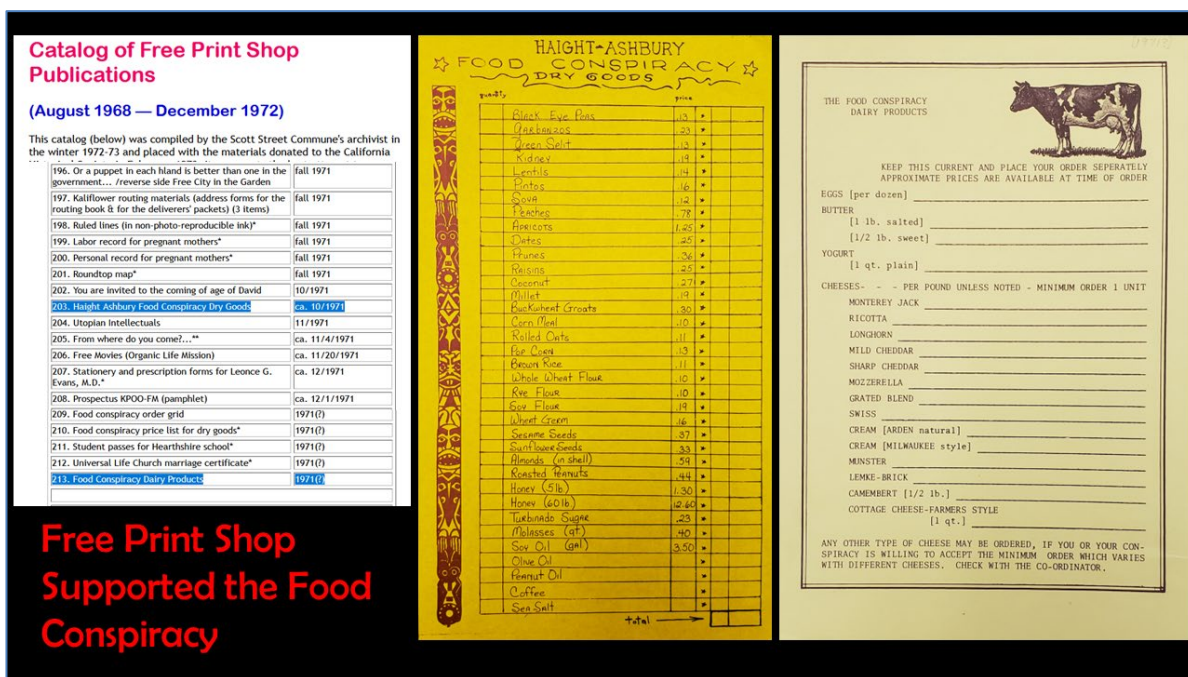 Catalog of Free Print Shop
Publications
(August 1968 — December 1972)
This catalog (below) was compiled by the Scott Street Commune's archivist in
the winter 1972-73 and placed with the materials donated to the California
196. Or a puppet in each hland is better than one in the fall 1971
government... /reverse side Free City in the Garden
197. Kaliflower routing materials (address forms for the fall 1971
routing book & for the deliverers' packets) (3 items)
198. Ruled lines (in non-photo-reproducible ink)* fall 1971
199. Labor record for pregnant mothers* fall 1971
200. Personal record for pregnant mothers* fall 1971
201. Roundtop map* fall 1971
202. You are invited to the coming of age of David 10/1971
203. Haight Ashbury Food Conspiracy Dry Goods ca. 10/1971
204. Utopian Intellectuals 11/1971
205. From where do you come?...** ca. 11/4/1971
206. Free Movies (Organic Life Mission) ca. 11/20/1971
207. Stationery and prescription forms for Leonce G. ca. 12/1971
Evans, M.D.*
208. Prospectus KPOO-FM (pamphlet) ca. 12/1/1971
209. Food conspiracy order grid 1971(?)
210. Food conspiracy price list for dry goods* 1971(?)
211. Student passes for Hearthshire school* 1971(?)
212. Universal Life Church marriage certificate* 1971(?)
213. Food Conspiracy Dairy Products 1971(?)
Free Print Shop
Supported the Food
Conspiracy
HAIGHT-ASHBURY
FOOD CONSPIRACY
DRY GOODS
quantity price
Black Eye Peas .13
GARBANZOS .23
Green Split .13
Kidney .19
Lentils .14
Pintos .16
SOYA .12
Peaches .78
APRICOTS 1.25
Dates .25
Prunes .36
RAISINS .25
Coconut .27
Millet .19
Buckwheat Groats .30
Corn Meal .10
Rolled Oats .11
Pop Corn .13
Brown Rice .11
Whole Wheat Flour .10
Rye Flour .10
Soy Flour .19
Wheat Germ .16
Sesame Seeds .37
Sunflower Seeds .33
Almonds (in shell) .59
Roasted Peanuts .44
Honey (5lb) 1.30
Honey (60lb) 12.60
Turbinado Sugar .23
Molasses (qt) .40
Soy Oil (gal) 3.50
Olive Oil
Peanut Oil
Coffee
Sea Salt
total
THE FOOD CONSPIRACY
DAIRY PRODUCTS
KEEP THIS CURRENT AND PLACE YOUR ORDER SEPERATELY
APPROXIMATE PRICES ARE AVAILABLE AT TIME OF ORDER
EGGS [per dozen]
BUTTER
[1 lb. salted]
[1/2 lb. sweet]
YOGURT
[1 qt. plain]
CHEESES- - - PER POUND UNLESS NOTED - MINIMUM ORDER 1 UNIT
MONTEREY JACK
RICOTTA
LONGHORN
MILD CHEDDAR
SHARP CHEDDAR
MOZZERELLA
GRATED BLEND
SWISS
CREAM [ARDEN natural]
CREAM [MILWAUKEE style]
MUNSTER
LEMKE-BRICK
CAMEMBERT [1/2 lb.]
COTTAGE CHEESE-FARMERS STYLE
[1 qt.]
ANY OTHER TYPE OF CHEESE MAY BE ORDERED, IF YOU OR YOUR CON-
SPIRACY IS WILLING TO ACCEPT THE MINIMUM ORDER WHICH VARIES
WITH DIFFERENT CHEESES. CHECK WITH THE CO-ORDINATOR.